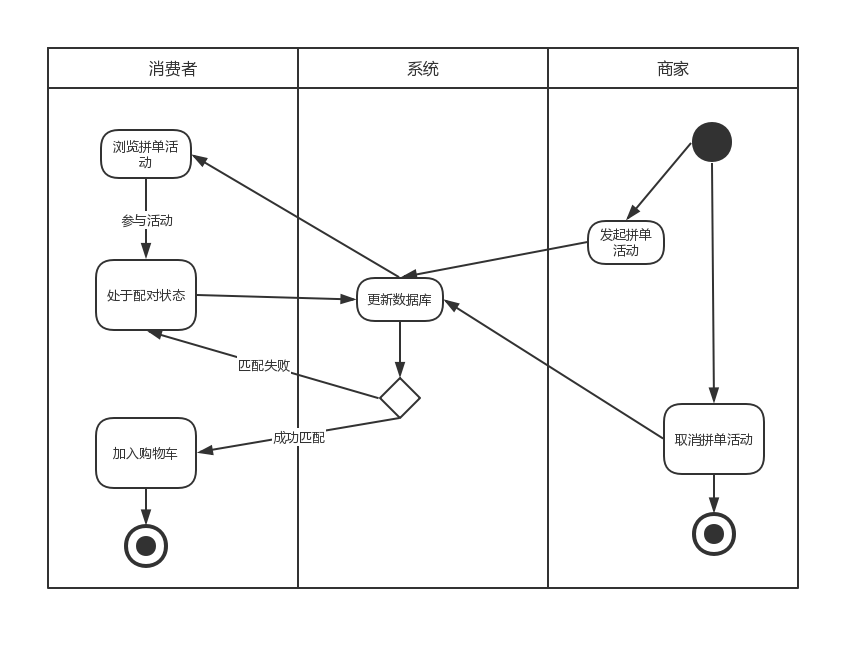 消费者
系统
商家
浏览拼单活
动
参与活动
发起拼单
活动
处于配对状态
更新数据库
匹配失败
成功匹配
加入购物车
取消拼单活动